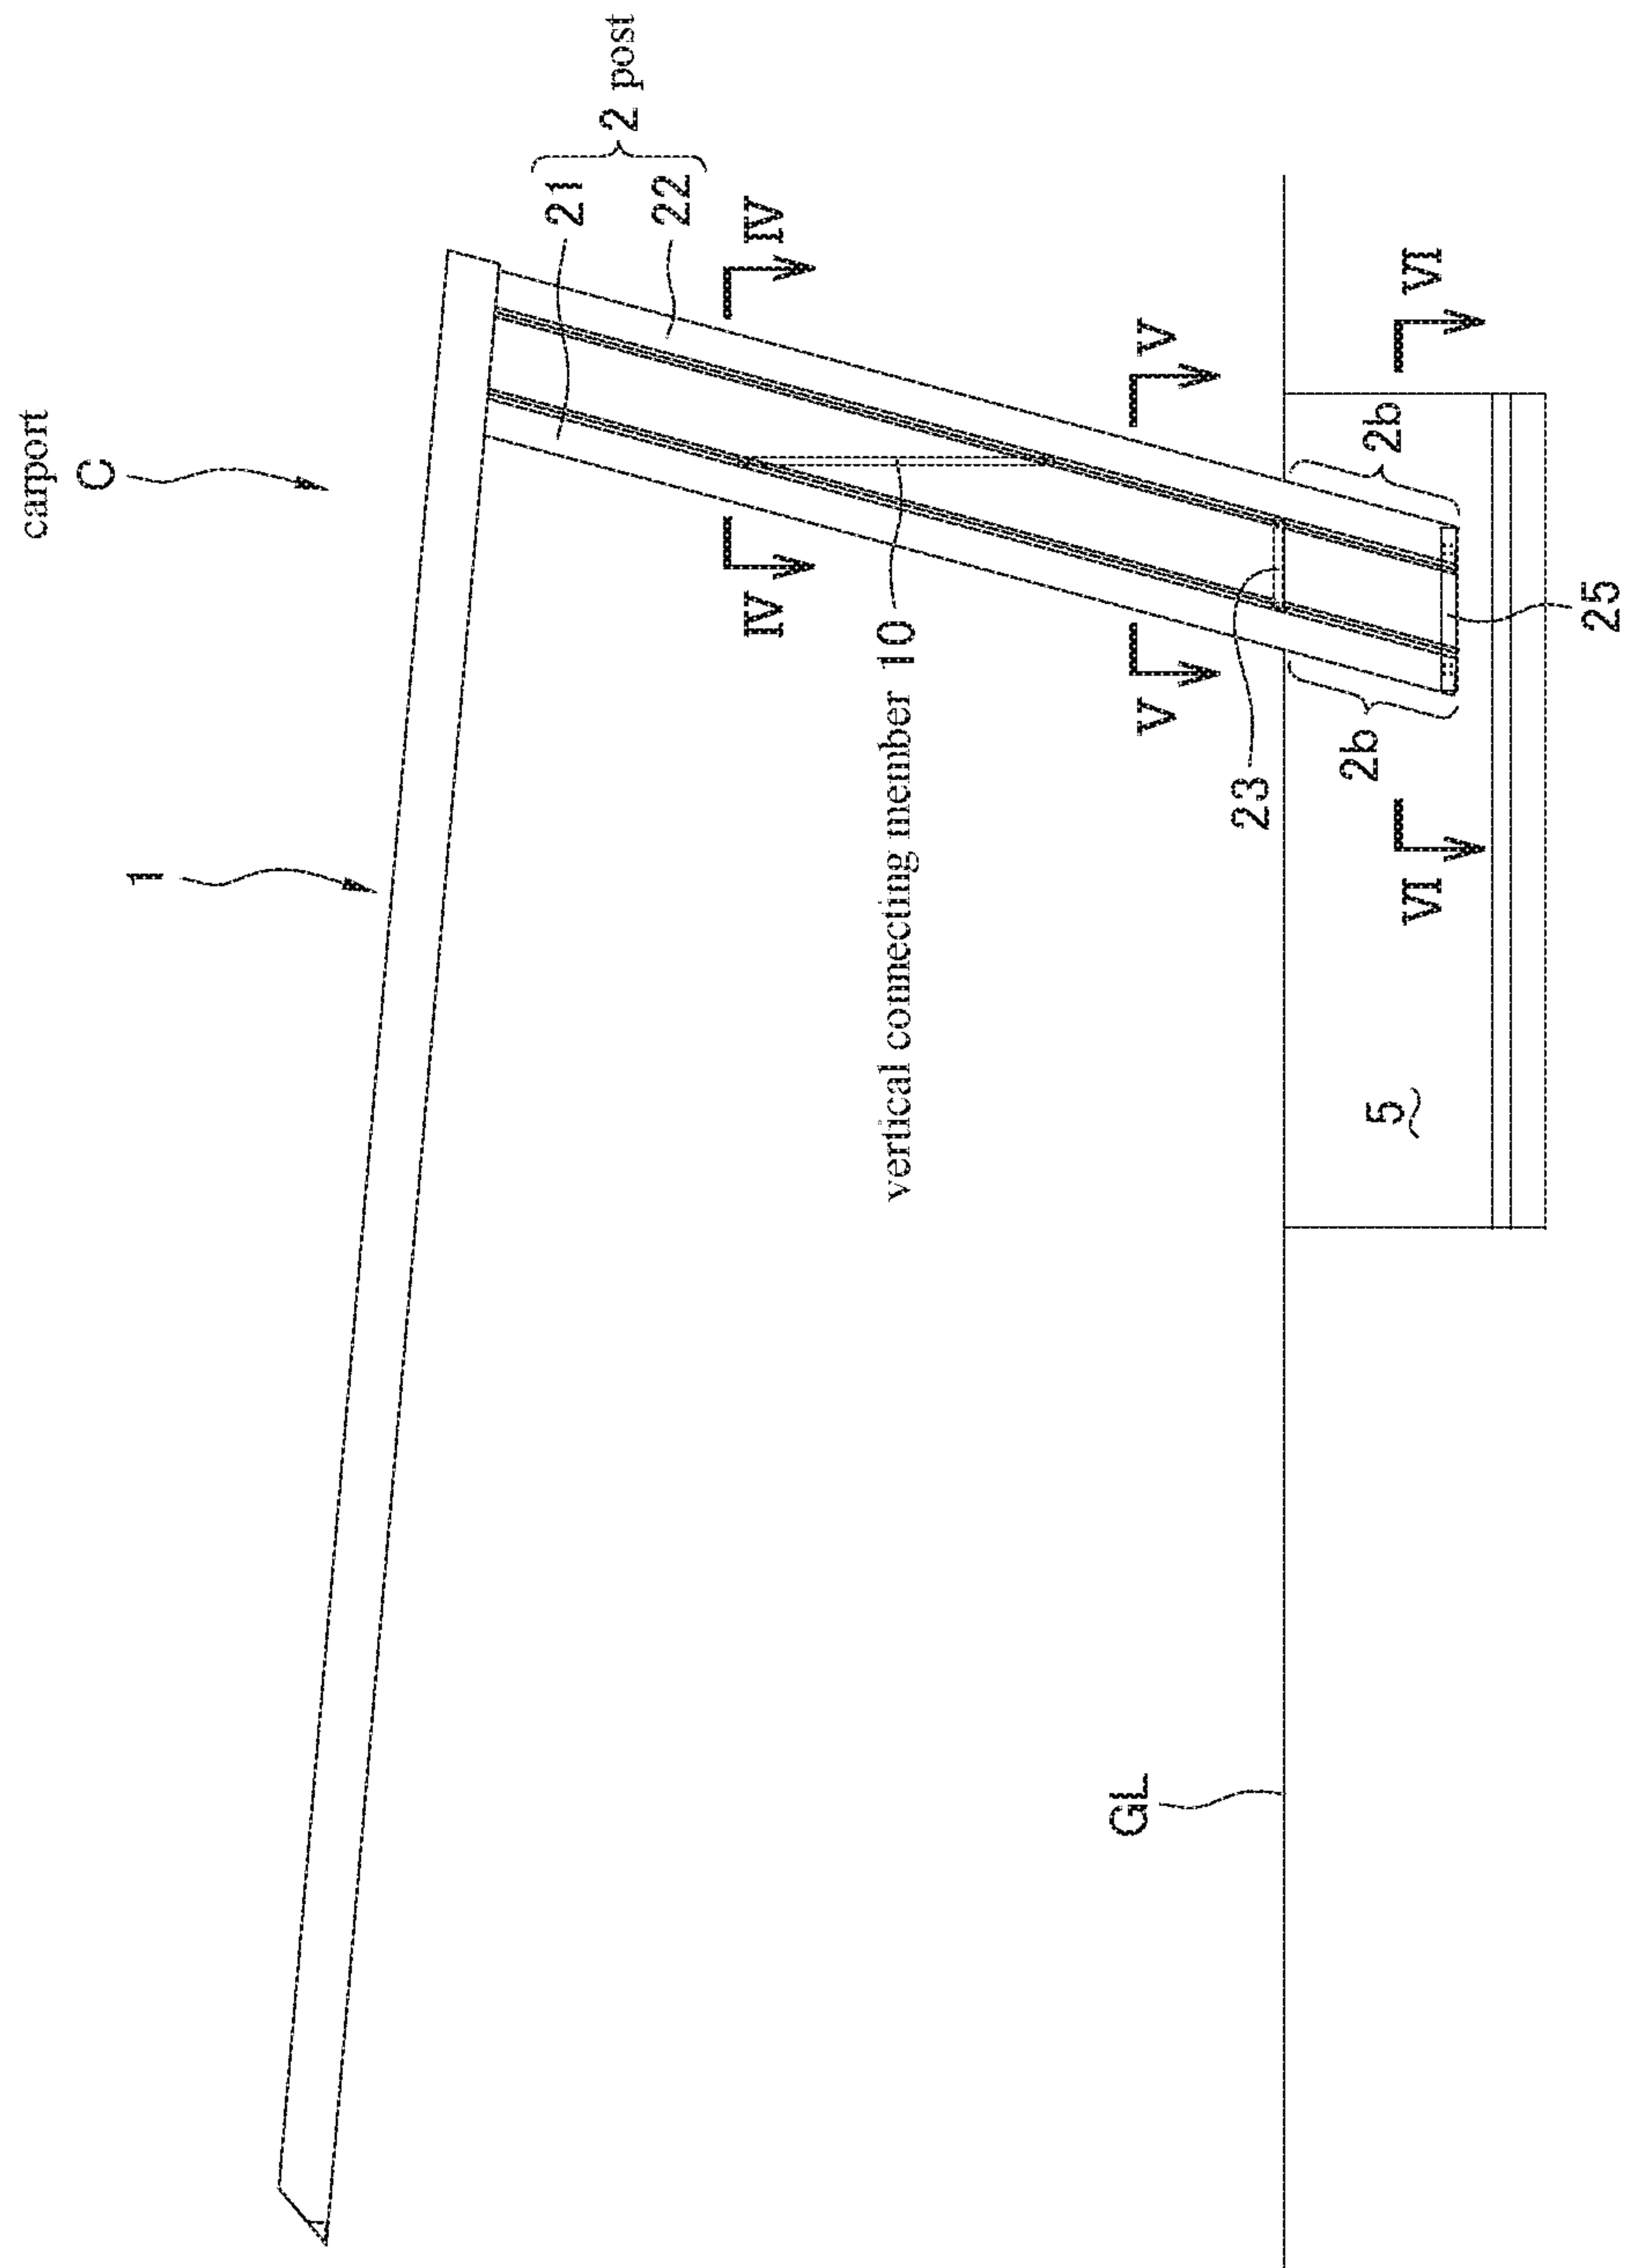 carport
C
1
21
22
2 post
IV
IV
vertical connecting member 10
V
V
23
GL
2b
2b
VI
VI
5
25